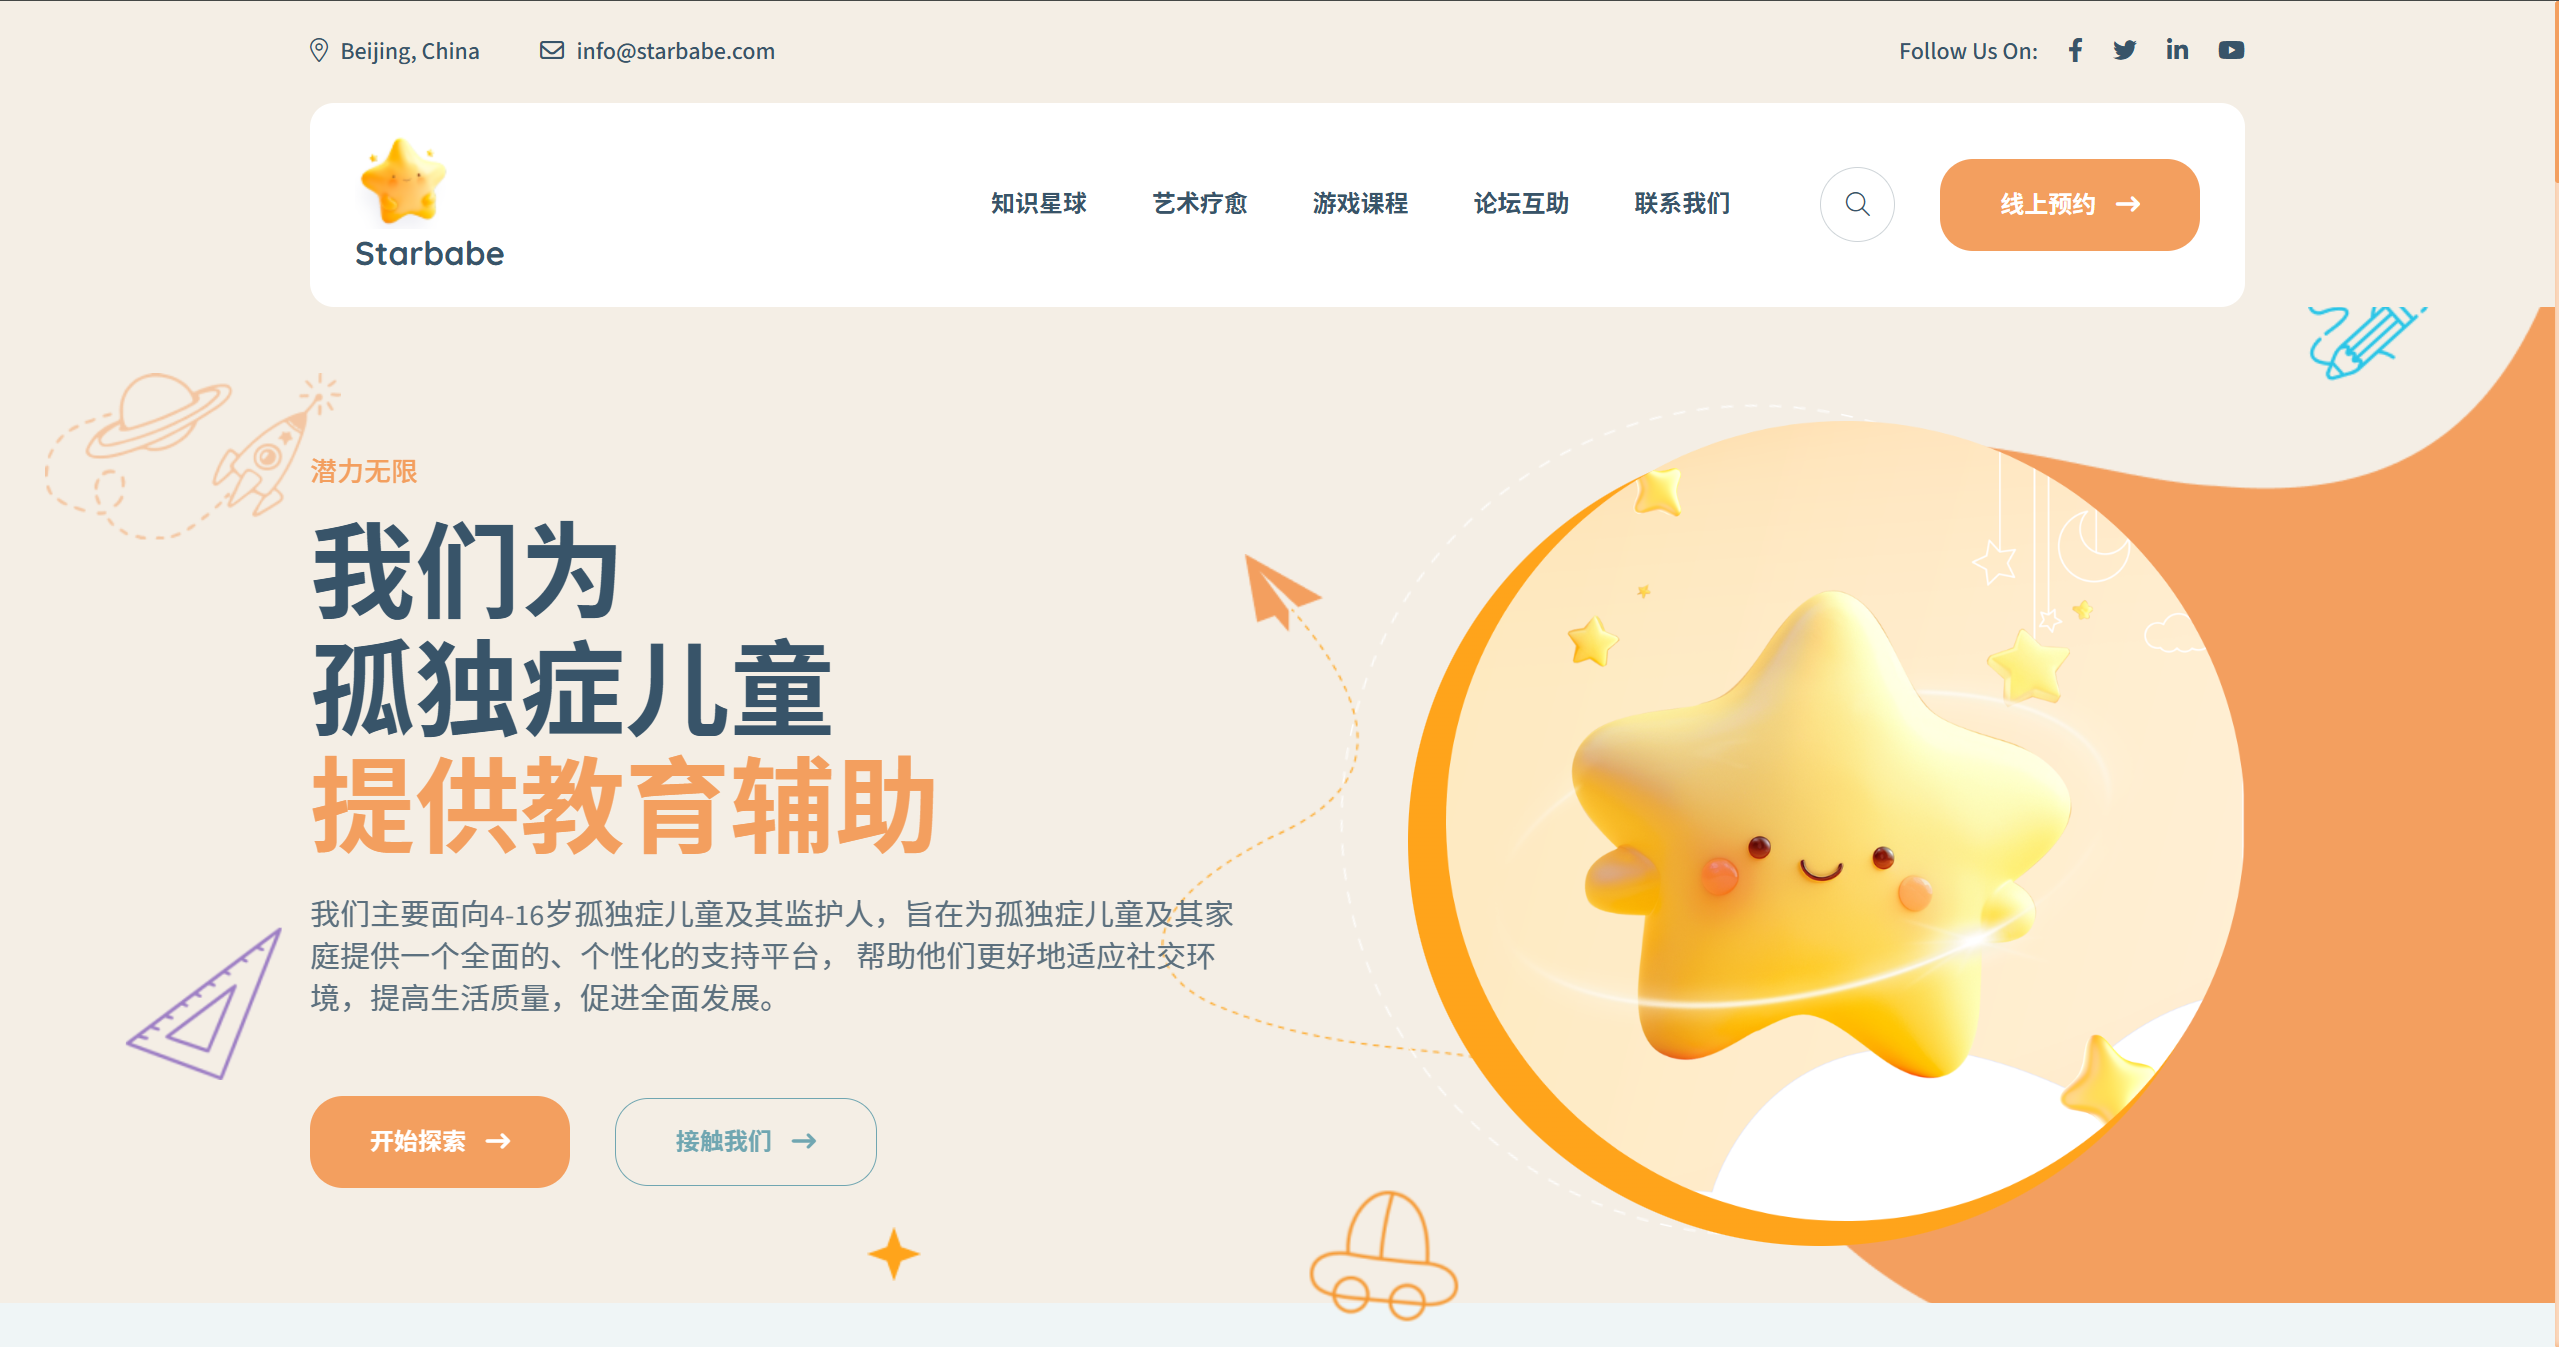 Beijing, China
info@starbabe.com
Follow Us On:
Starbabe
知识星球
艺术疗愈
游戏课程
论坛互助
联系我们
线上预约
潜力无限
我们为
孤独症儿童
提供教育辅助
我们主要面向4-16岁孤独症儿童及其监护人，旨在为孤独症儿童及其家
庭提供一个全面的、个性化的支持平台， 帮助他们更好地适应社交环
境，提高生活质量，促进全面发展。
开始探索
接触我们